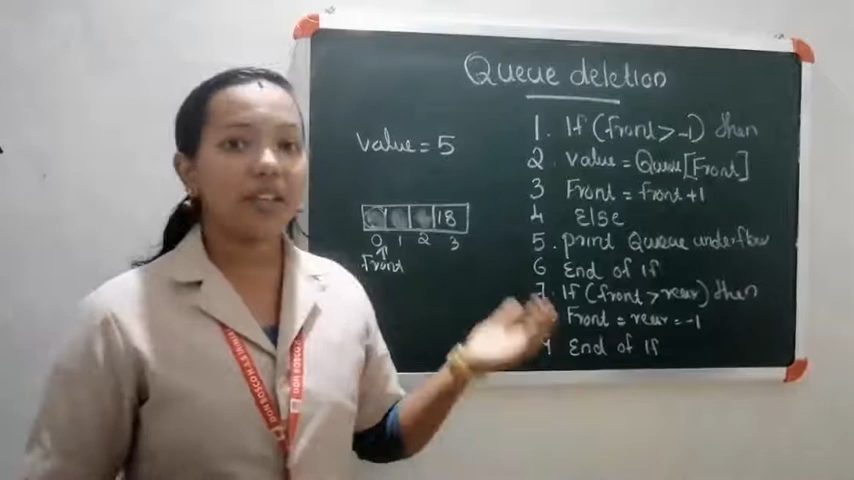 Queue deletion
value = 5
18
0 1 2 3
Front
1. If (front > -1) then
2. value = Queue [Front]
3. Front = front + 1
4. Else
5. print Queue underflow
6 End of if
7. If (front > rear) then
Front = rear = -1
9 End of if
DON BOSCO